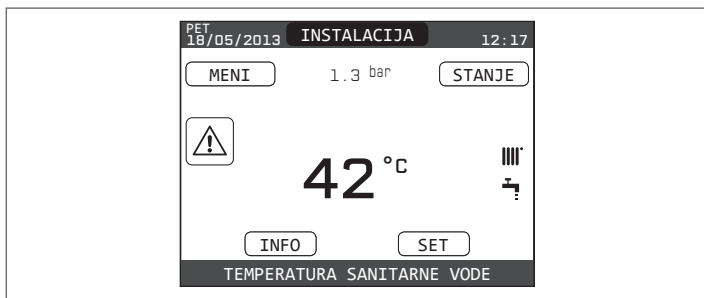 PET
18/05/2013 INSTALACIJA 12:17
MENI 1.3 bar STANJE
42 °C
INFO SET
TEMPERATURA SANITARNE VODE